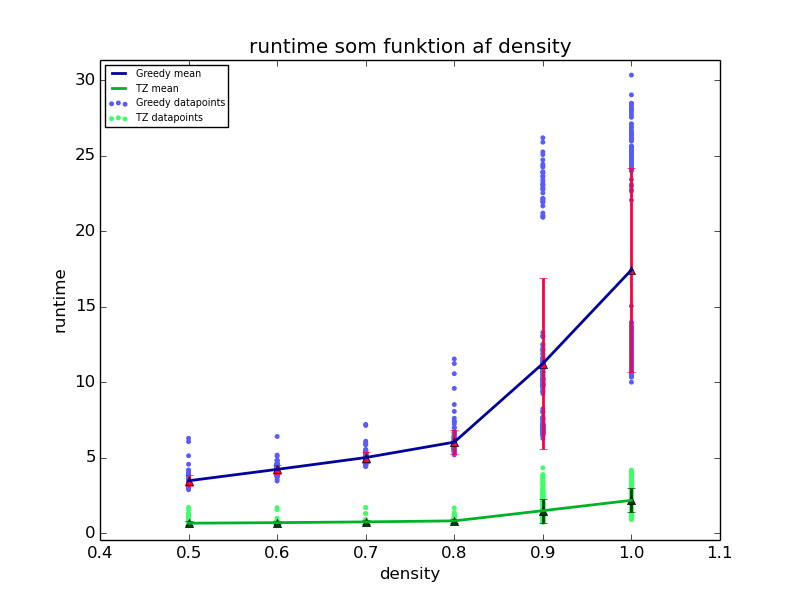 runtime som funktion af density
Greedy mean
TZ mean
Greedy datapoints
TZ datapoints
30
25
20
15
10
5
0
runtime
0.4 0.5 0.6 0.7 0.8 0.9 1.0 1.1
density